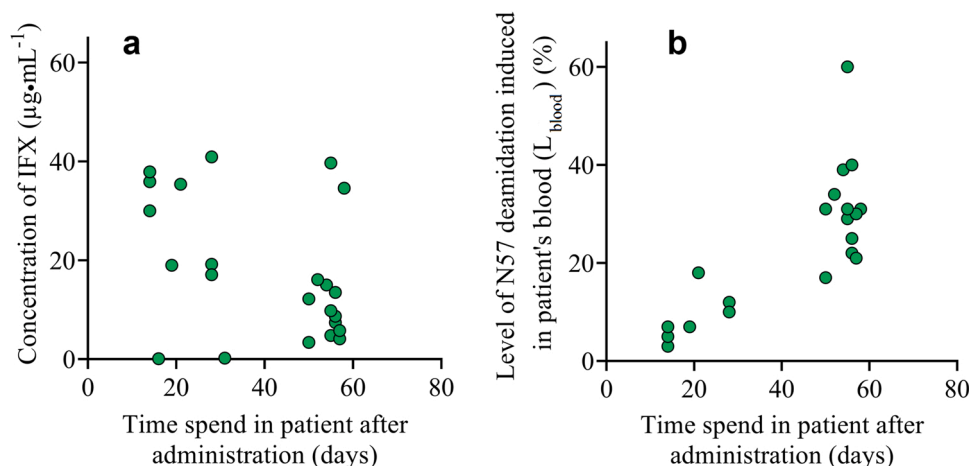 a
Concentration of IFX (µg•mL⁻¹)
60
40
20
0
0 20 40 60 80
Time spend in patient after
administration (days)
b
Level of N57 deamidation induced
in patient's blood (L_blood) (%)
60
40
20
0
0 20 40 60 80
Time spend in patient after
administration (days)